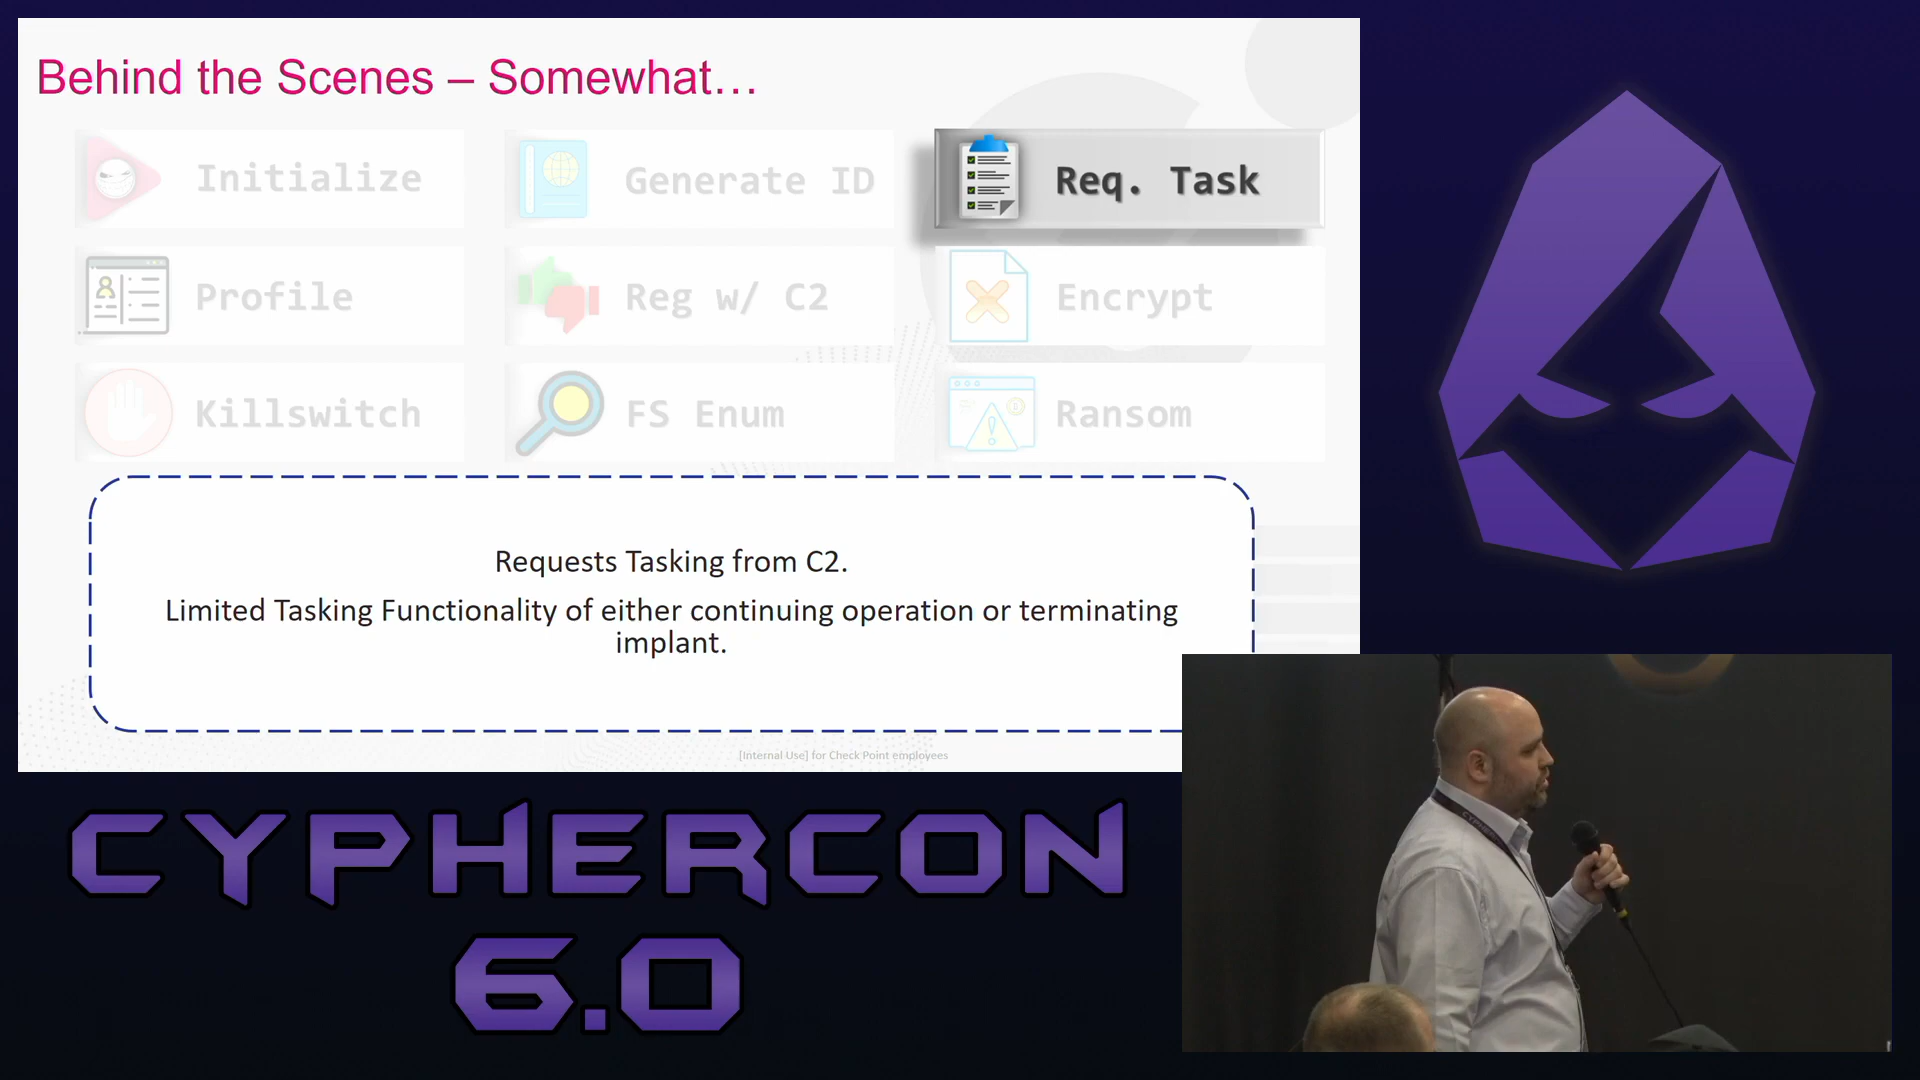 Behind the Scenes – Somewhat...
Initialize
Generate ID
Req. Task
Profile
Reg w/ C2
Encrypt
Killswitch
FS Enum
Ransom
Requests Tasking from C2.
Limited Tasking Functionality of either continuing operation or terminating
implant.
[Internal Use] for Check Point employees
CYPHERCON
6.0